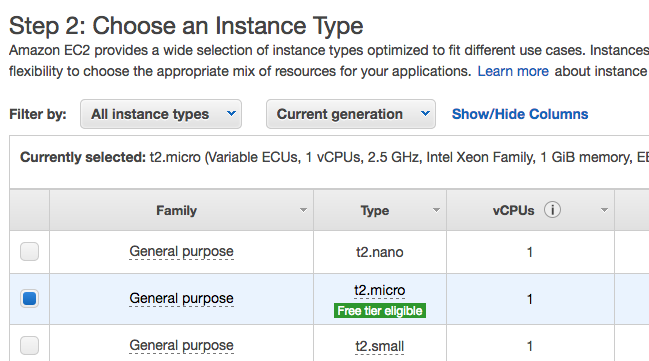 Step 2: Choose an Instance Type
Amazon EC2 provides a wide selection of instance types optimized to fit different use cases. Instances
flexibility to choose the appropriate mix of resources for your applications. Learn more about instance
Filter by: All instance types Current generation Show/Hide Columns
Currently selected: t2.micro (Variable ECUs, 1 vCPUs, 2.5 GHz, Intel Xeon Family, 1 GiB memory, EB
Family Type vCPUs i
General purpose t2.nano 1
General purpose t2.micro 1
Free tier eligible
General purpose t2.small 1